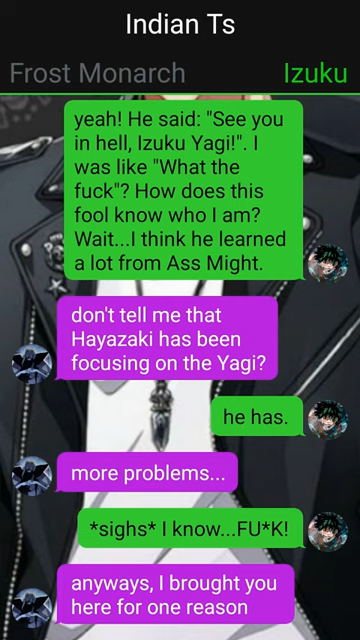 Indian Ts
Frost Monarch
Izuku
yeah! He said: "See you
in hell, Izuku Yagi!". I
was like "What the
fuck"? How does this
fool know who I am?
Wait...I think he learned
a lot from Ass Might.
don't tell me that
Hayazaki has been
focusing on the Yagi?
he has.
more problems...
*sighs* I know...FU*K!
anyways, I brought you
here for one reason